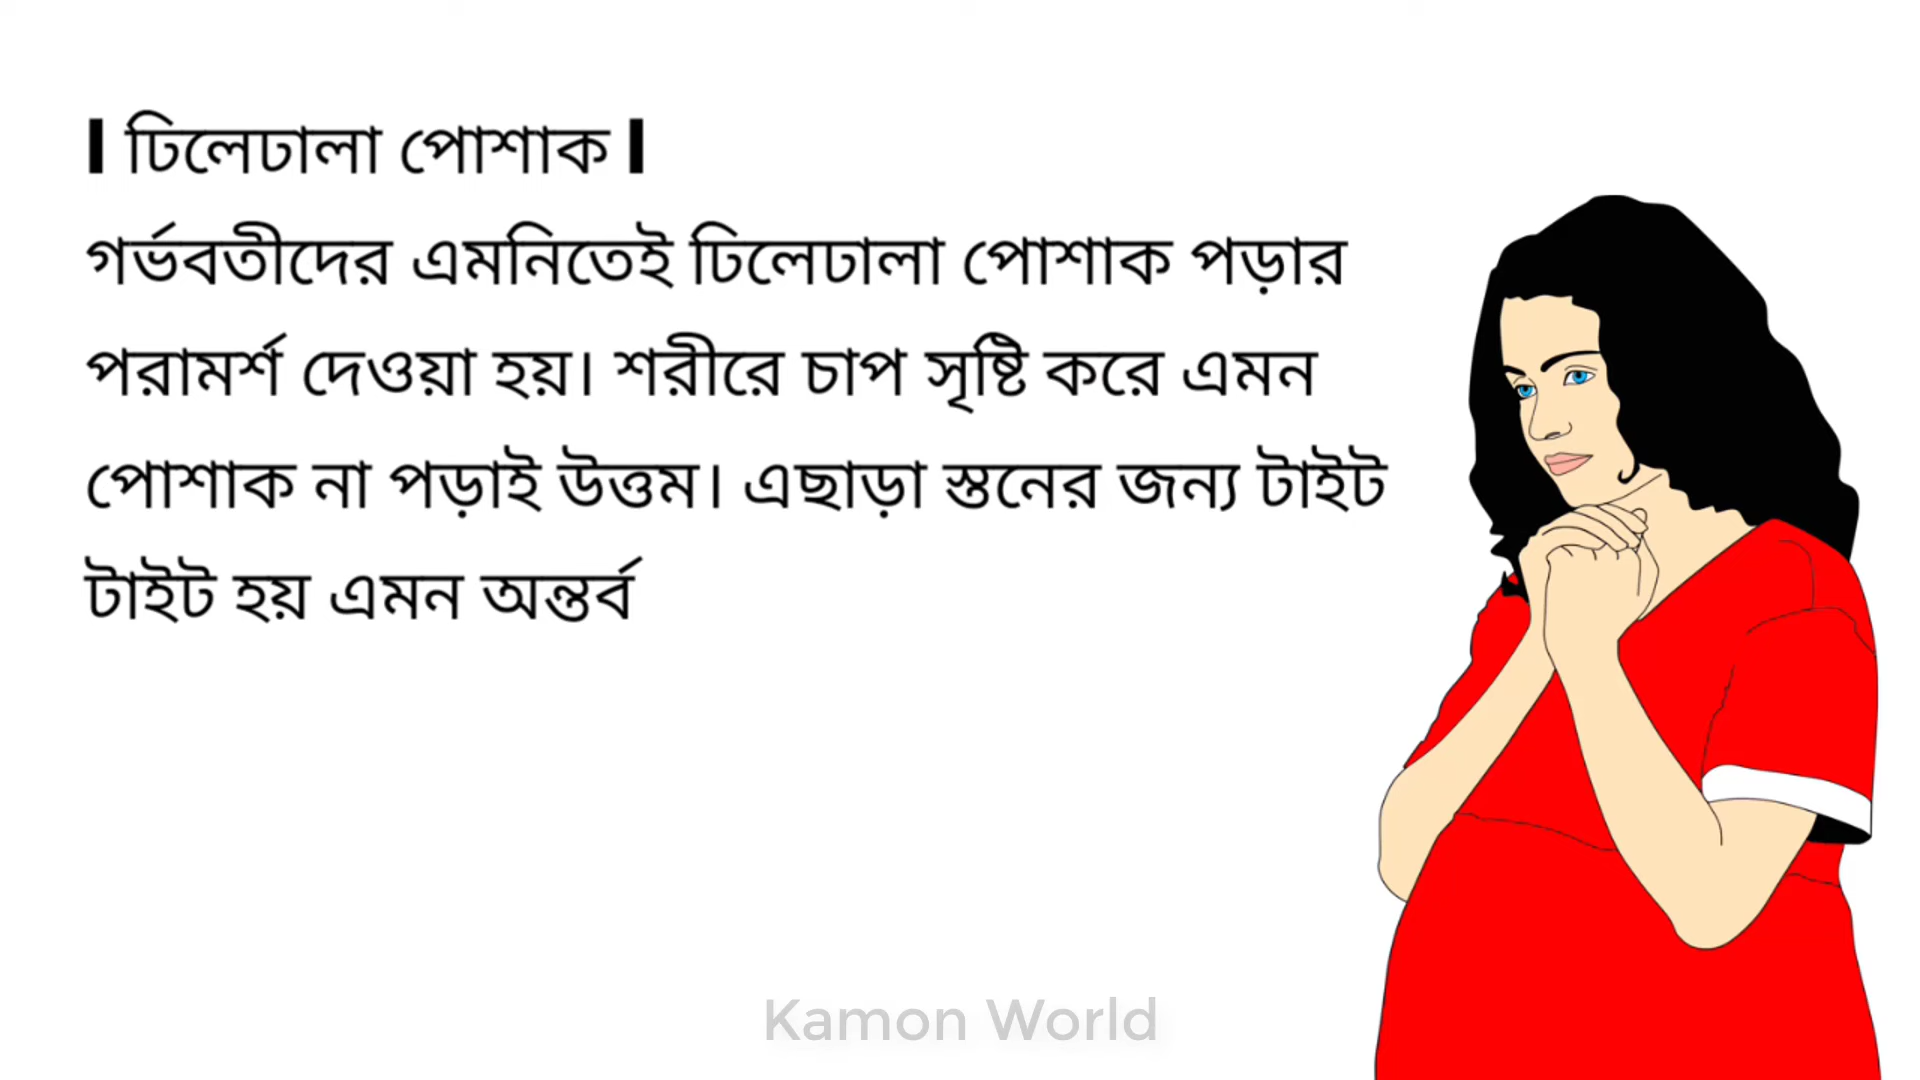 । ঢিলেঢালা পোশাক ।
গর্ভবতীদের এমনিতেই ঢিলেঢালা পোশাক পড়ার
পরামর্শ দেওয়া হয়। শরীরে চাপ সৃষ্টি করে এমন
পোশাক না পড়াই উত্তম। এছাড়া স্তনের জন্য টাইট
টাইট হয় এমন অন্তর্ব
Kamon World